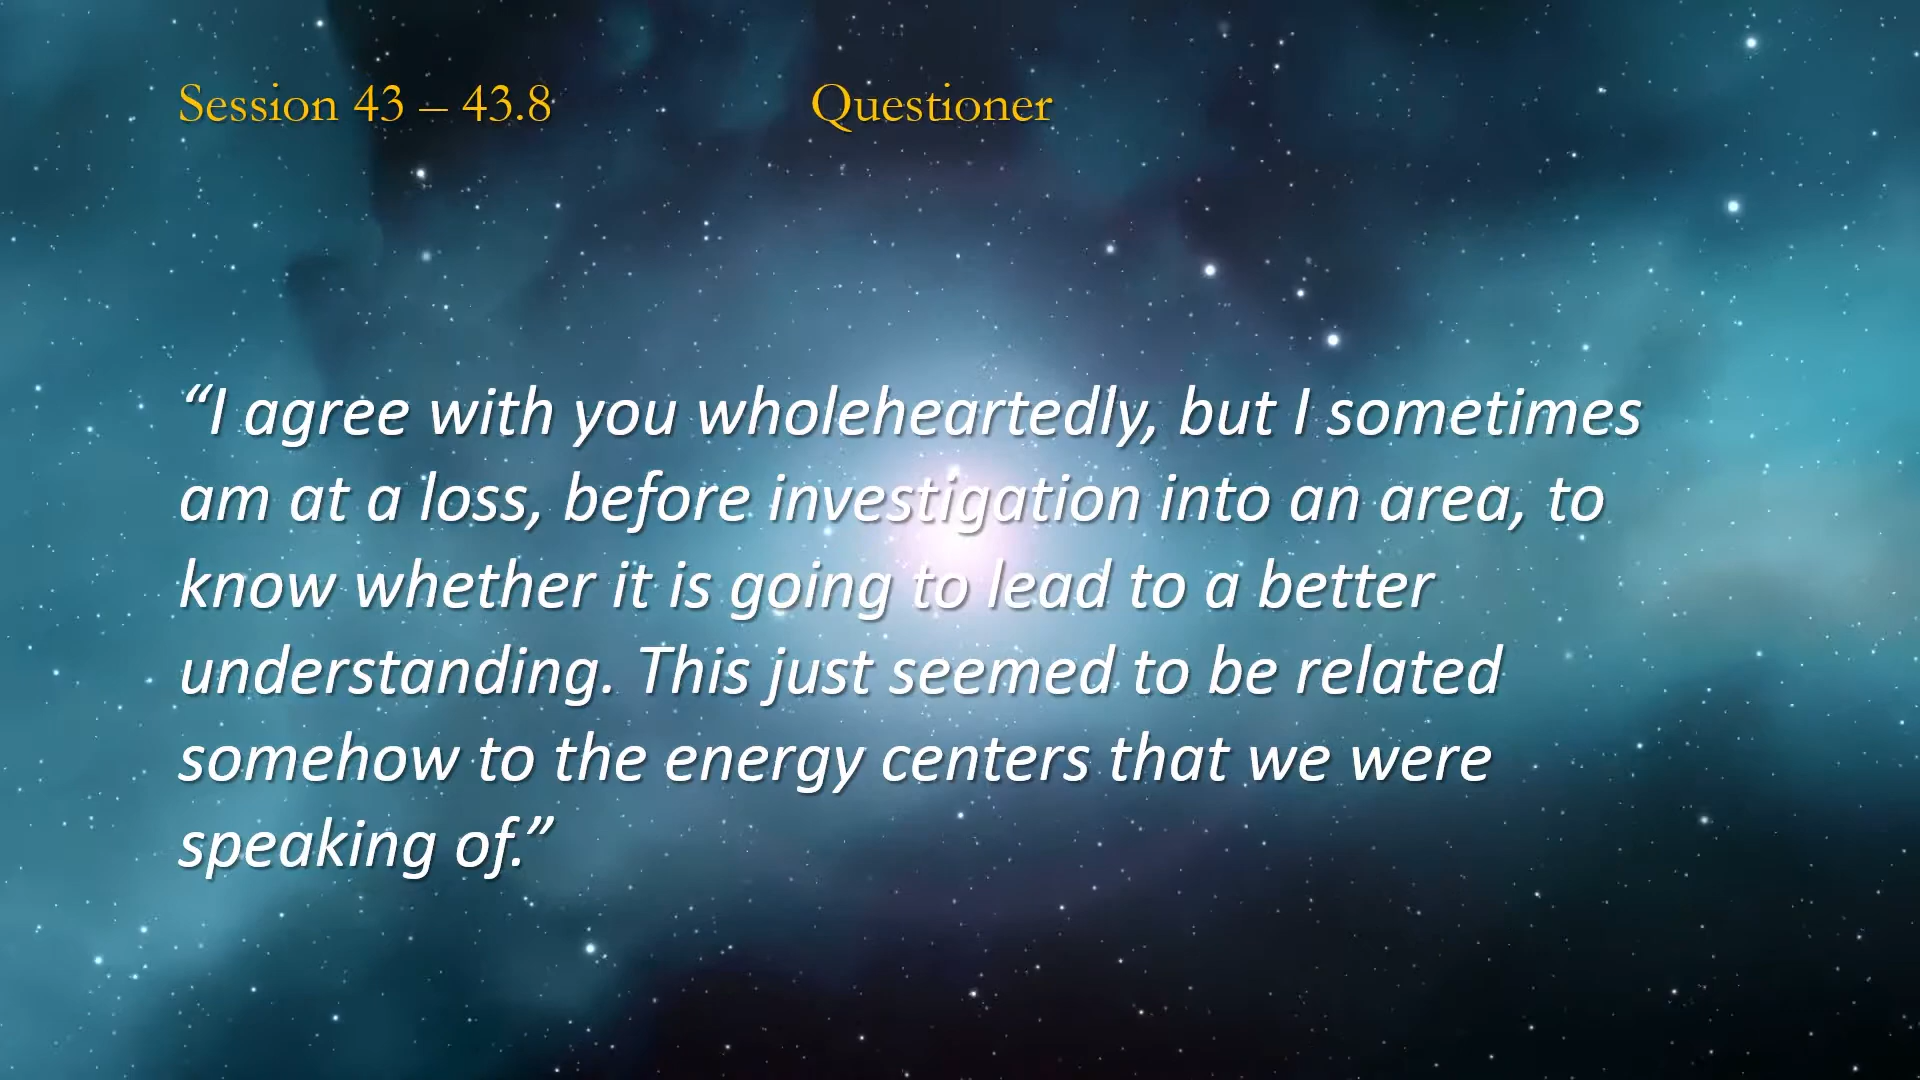 Session 43 – 43.8
Questioner
“I agree with you wholeheartedly, but I sometimes
am at a loss, before investigation into an area, to
know whether it is going to lead to a better
understanding. This just seemed to be related
somehow to the energy centers that we were
speaking of.”